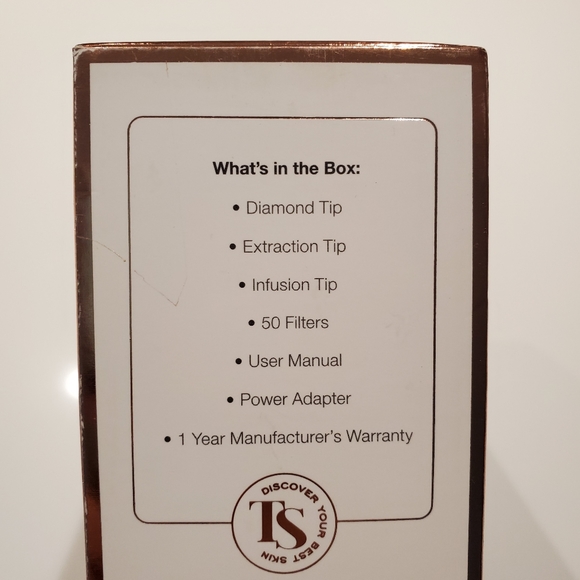 What's in the Box:
• Diamond Tip
• Extraction Tip
• Infusion Tip
• 50 Filters
• User Manual
• Power Adapter
• 1 Year Manufacturer's Warranty
DISCOVER YOUR BEST SKIN
TS